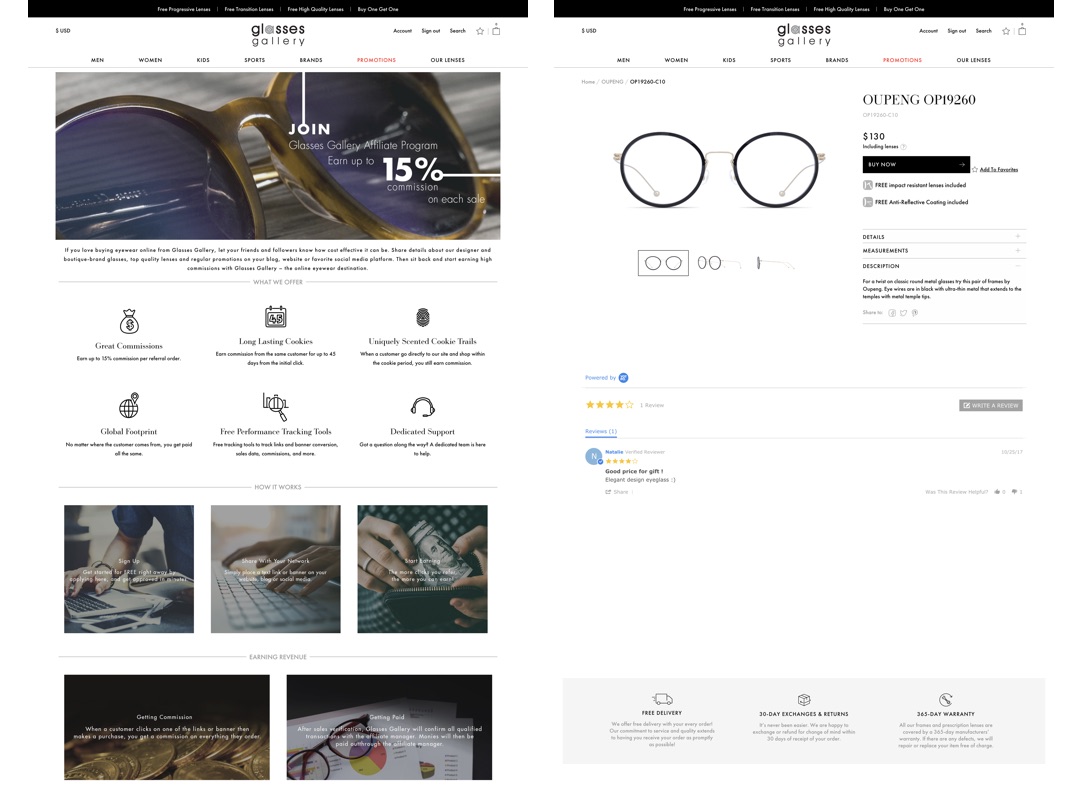 Free Progressive Lenses | Free Transition Lenses | Free High Quality Lenses | Buy One Get One
$ USD
glasses
gallery
Account Sign out Search
0
MEN WOMEN KIDS SPORTS BRANDS PROMOTIONS OUR LENSES
JOIN
Glasses Gallery Affiliate Program
Earn up to 15%
commission
on each sale
If you love buying eyewear online from Glasses Gallery, let your friends and followers know how cost effective it can be. Share details about our designer and
boutique-brand glasses, top quality lenses and regular promotions on your blog, website or favorite social media platform. Then sit back and start earning high
commissions with Glasses Gallery – the online eyewear destination.
WHAT WE OFFER
45
Great Commissions
Earn up to 15% commission per referral order.
Long Lasting Cookies
Earn commission from the same customer for up to 45
days from the initial click.
Uniquely Scented Cookie Trails
When a customer go directly to our site and shop within
the cookie period, you still earn commission.
Global Footprint
No matter where the customer comes from, you get paid
all the same.
Free Performance Tracking Tools
Free tracking tools to track links and banner conversion,
sales data, commissions, and more.
Dedicated Support
Got a question along the way? A dedicated team is here
to help.
HOW IT WORKS
Sign Up
Get started for FREE right away by
applying here, and get approved in minutes.
Share With Your Network
Simply place a text link or banner on your
website, blog or social media.
Start Earning
The more clicks you refer,
the more you can earn!
EARNING REVENUE
Getting Commission
When a customer clicks on one of the links or banner then
makes a purchase, you get a commission on everything they order.
Getting Paid
After sales verification, Glasses Gallery will confirm all qualified
transactions with the affiliate manager. Monies will then be
paid outthrough the affiliate manager.
Free Progressive Lenses | Free Transition Lenses | Free High Quality Lenses | Buy One Get One
$ USD
glasses
gallery
Account Sign out Search
0
MEN WOMEN KIDS SPORTS BRANDS PROMOTIONS OUR LENSES
Home / OUPENG / OP19260-C10
OUPENG OP19260
OP19260-C10
$130
Including lenses ?
BUY NOW →
Add To Favorites
FREE impact resistant lenses included
FREE Anti-Reflective Coating included
DETAILS +
MEASUREMENTS +
DESCRIPTION –
For a twist on classic round metal glasses try this pair of frames by
Oupeng. Eye wires are in black with ultra-thin metal that extends to the
temples with metal temple tips.
Share to:
Powered by
1 Review
WRITE A REVIEW
Reviews (1)
N
Natalie Verified Reviewer
10/25/17
Good price for gift !
Elegant design eyeglass :)
Share |
Was This Review Helpful? 0 1
FREE DELIVERY
We offer free delivery with your every order!
Our commitment to service and quality extends
to having you receive your order as promptly
as possible!
30-DAY EXCHANGES & RETURNS
It's never been easier. We are happy to
exchange or refund for change of mind within
30 days of receipt of your order.
365-DAY WARRANTY
All our frames and prescription lenses are
covered by a 365-day manufacturers'
warranty. If there are any defects, we will
repair or replace your item free of charge.